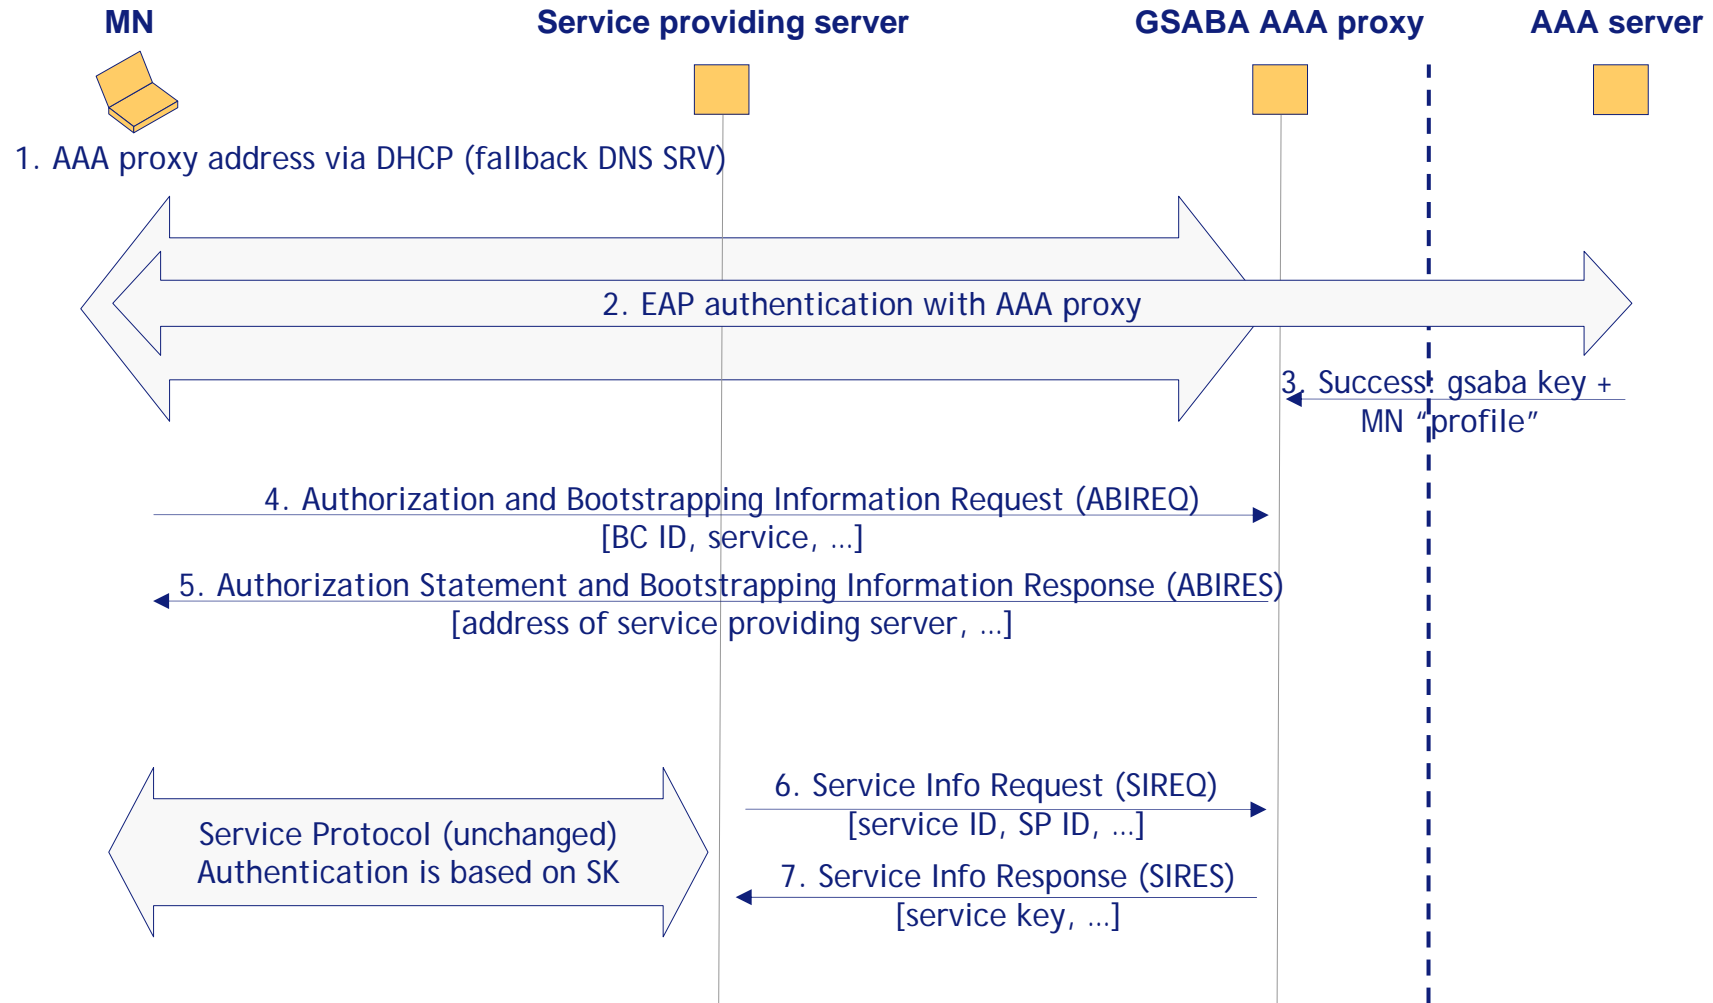 MN
Service providing server
GSABA AAA proxy
AAA server
1. AAA proxy address via DHCP (fallback DNS SRV)
2. EAP authentication with AAA proxy
3. Success: gsaba key +
MN “profile”
4. Authorization and Bootstrapping Information Request (ABIREQ)
[BC ID, service, …]
5. Authorization Statement and Bootstrapping Information Response (ABIRES)
[address of service providing server, …]
6. Service Info Request (SIREQ)
[service ID, SP ID, …]
Service Protocol (unchanged)
Authentication is based on SK
7. Service Info Response (SIRES)
[service key, …]